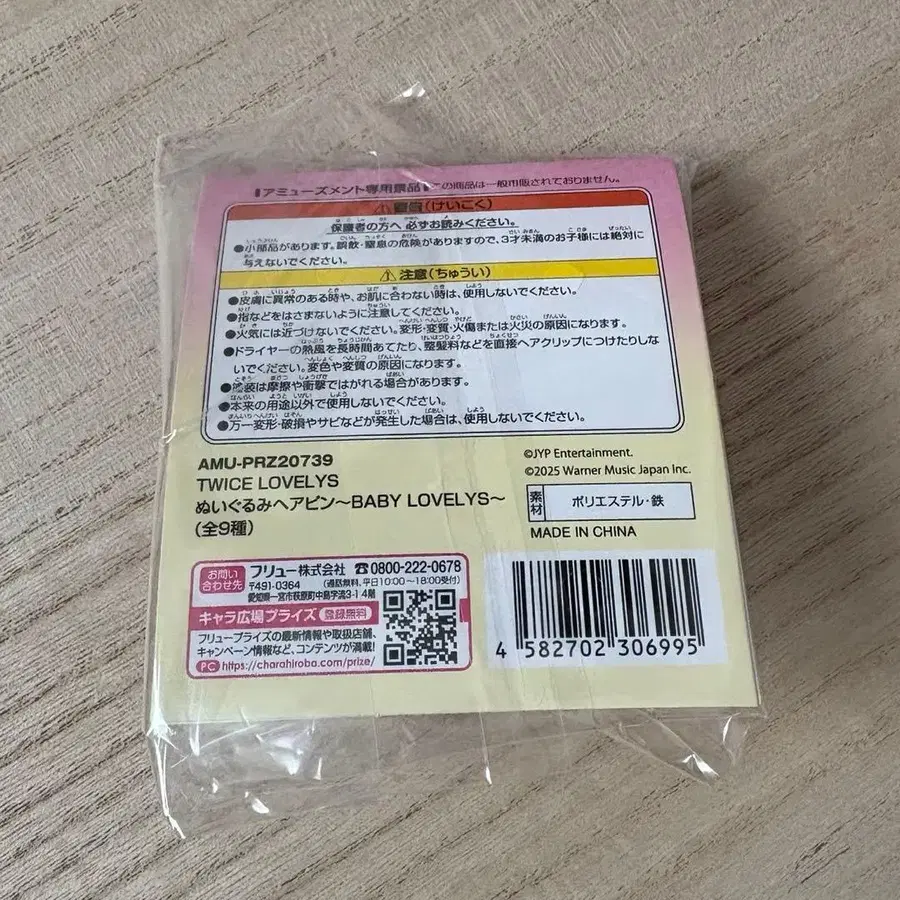 アミューズメント専用景品 この商品は一般市販されておりません。
⚠警告(けいこく)
保護者の方へ 必ずお読みください。
●小部品があります。誤飲・窒息の危険がありますので、3才未満のお子様には絶対に
与えないでください。
⚠注意(ちゅうい)
●皮膚に異常のある時や、お肌に合わない時は、使用しないでください。
●指などをはさまないように注意してください。
●火気には近づけないでください。変形・変質・火傷または火災の原因になります。
●ドライヤーの熱風を長時間あてたり、整髪料などを直接ヘアクリップにつけたりしな
いでください。変色や変質の原因になります。
●塗装は摩擦や衝撃ではがれる場合があります。
●本来の用途以外で使用しないでください。
●万一変形・破損やサビなどが発生した場合は、使用しないでください。
AMU-PRZ20739
TWICE LOVELYS
ぬいぐるみヘアピン〜BABY LOVELYS〜
(全9種)
©JYP Entertainment.
©2025 Warner Music Japan Inc.
素材 ポリエステル・鉄
MADE IN CHINA
お問い合わせ先 フリュー株式会社 ☎0800-222-0678
〒491-0364 (通話無料、平日10:00〜18:00受付)
愛知県一宮市萩原町中島字流3-1 4階
キャラ広場プライズ 登録無料
フリュープライズの最新情報や取扱店舗、
キャンペーン情報など、コンテンツが満載!
PC https://charahiroba.com/prize/
4 582702 306995